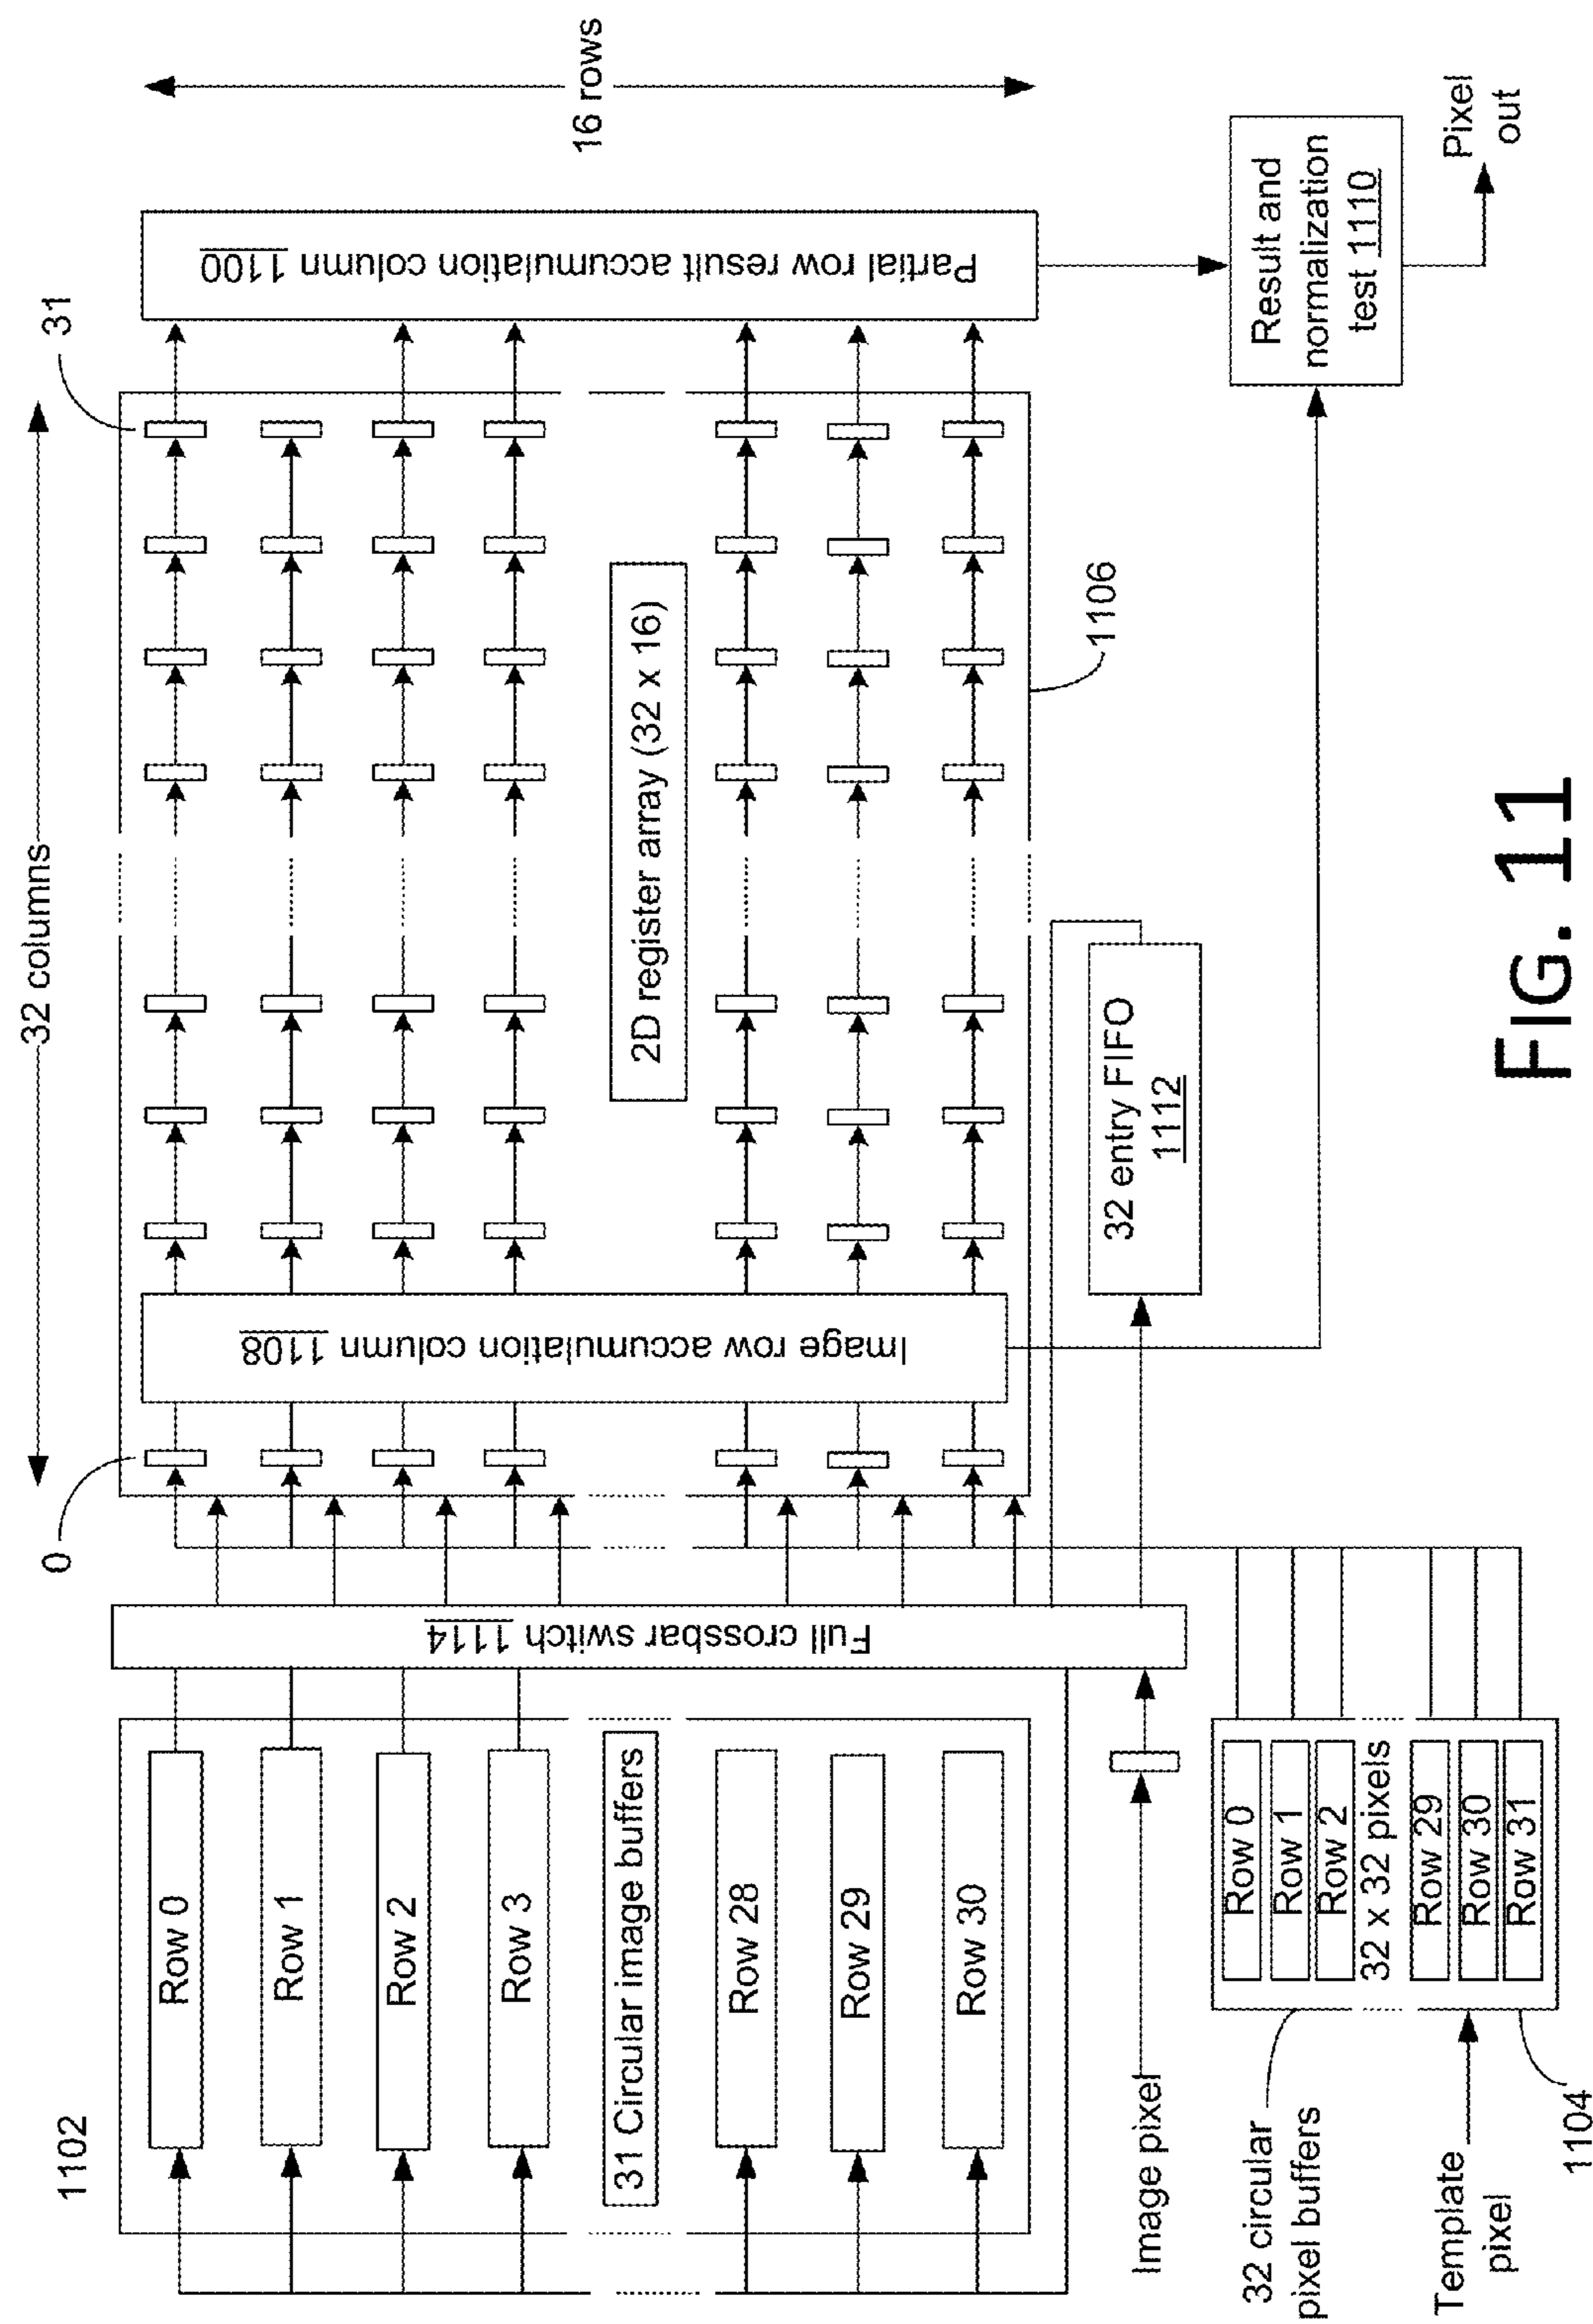 32 columns
16 rows
0
31
1102
Row 0
Row 1
Row 2
Row 3
31 Circular image buffers
Row 28
Row 29
Row 30
Full crossbar switch 1114
Image row accumulation column 1108
2D register array (32 x 16)
Partial row result accumulation column 1100
1106
Image pixel
32 entry FIFO
1112
Result and
normalization
test 1110
Pixel
out
32 circular
pixel buffers
Row 0
Row 1
Row 2
32 x 32 pixels
Row 29
Row 30
Row 31
Template
pixel
1104
FIG. 11